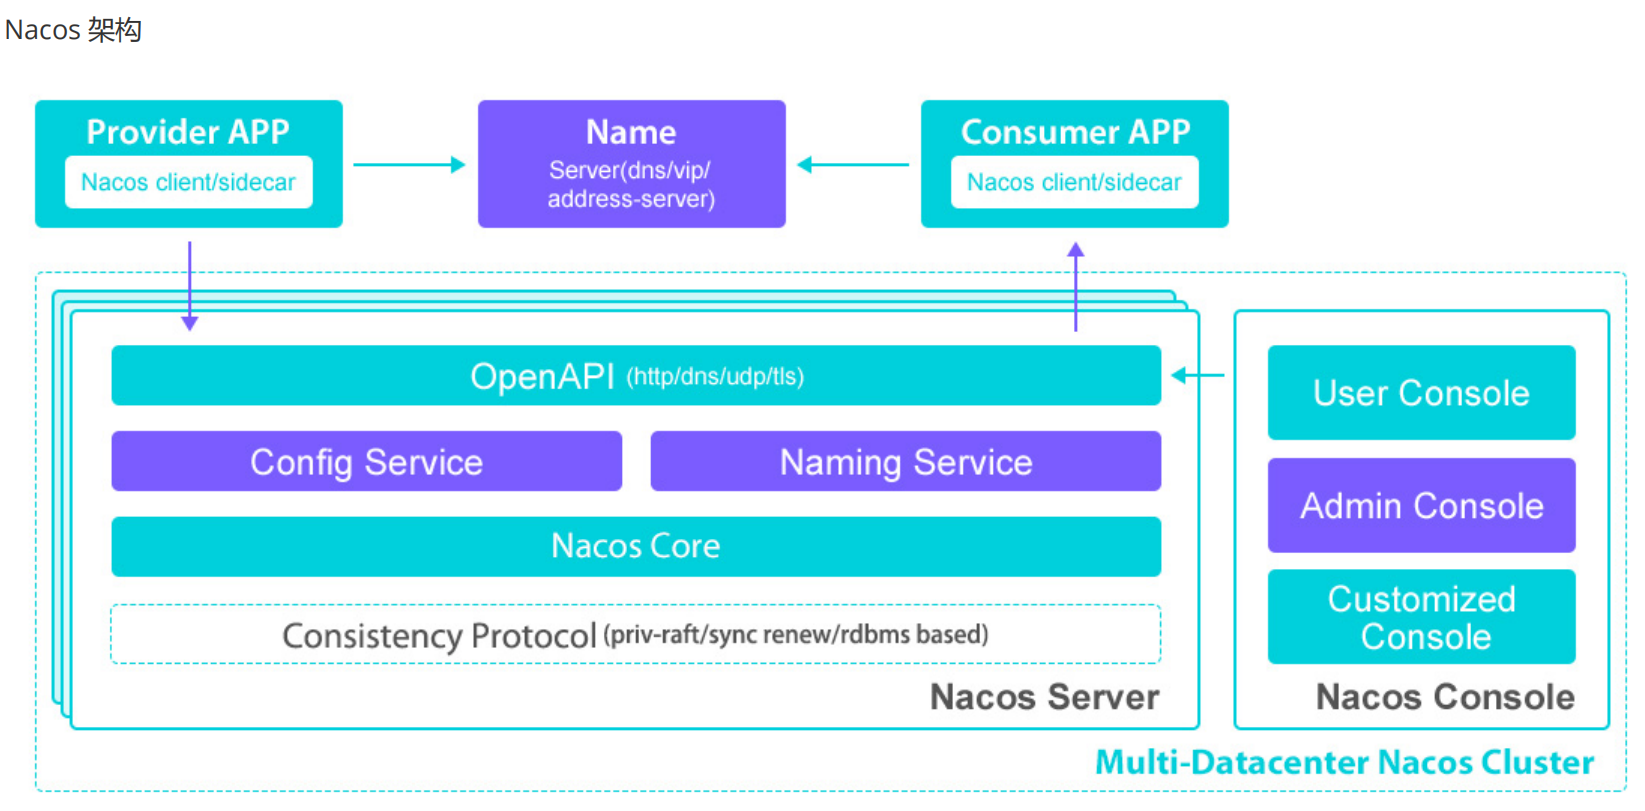 Nacos 架构
Provider APP
Nacos client/sidecar
Name
Server(dns/vip/
address-server)
Consumer APP
Nacos client/sidecar
OpenAPI (http/dns/udp/tls)
Config Service
Naming Service
Nacos Core
Consistency Protocol (priv-raft/sync renew/rdbms based)
Nacos Server
User Console
Admin Console
Customized
Console
Nacos Console
Multi-Datacenter Nacos Cluster